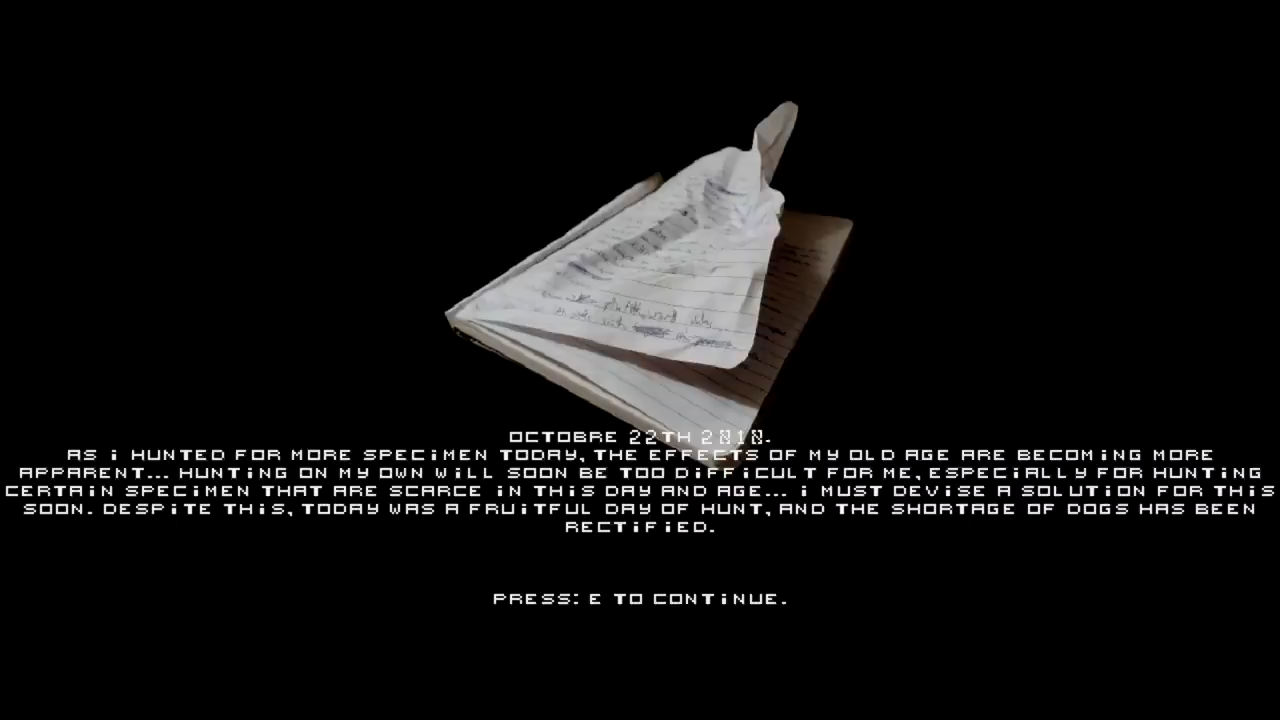 OCTOBRE 22TH 2010.
AS i HUNTED FOR MORE SPECiMEN TODAY, THE EFFECTS OF MY OLD AGE ARE BECOMiNG MORE
APPARENT... HUNTiNG ON MY OWN WiLL SOON BE TOO DiFFiCULT FOR ME, ESPECiALLY FOR HUNTiNG
CERTAiN SPECiMEN THAT ARE SCARCE iN THiS DAY AND AGE... i MUST DEViSE A SOLUTiON FOR THiS
SOON. DESPiTE THiS, TODAY WAS A FRUiTFUL DAY OF HUNT, AND THE SHORTAGE OF DOGS HAS BEEN
RECTiFiED.
PRESS: E TO CONTiNUE.